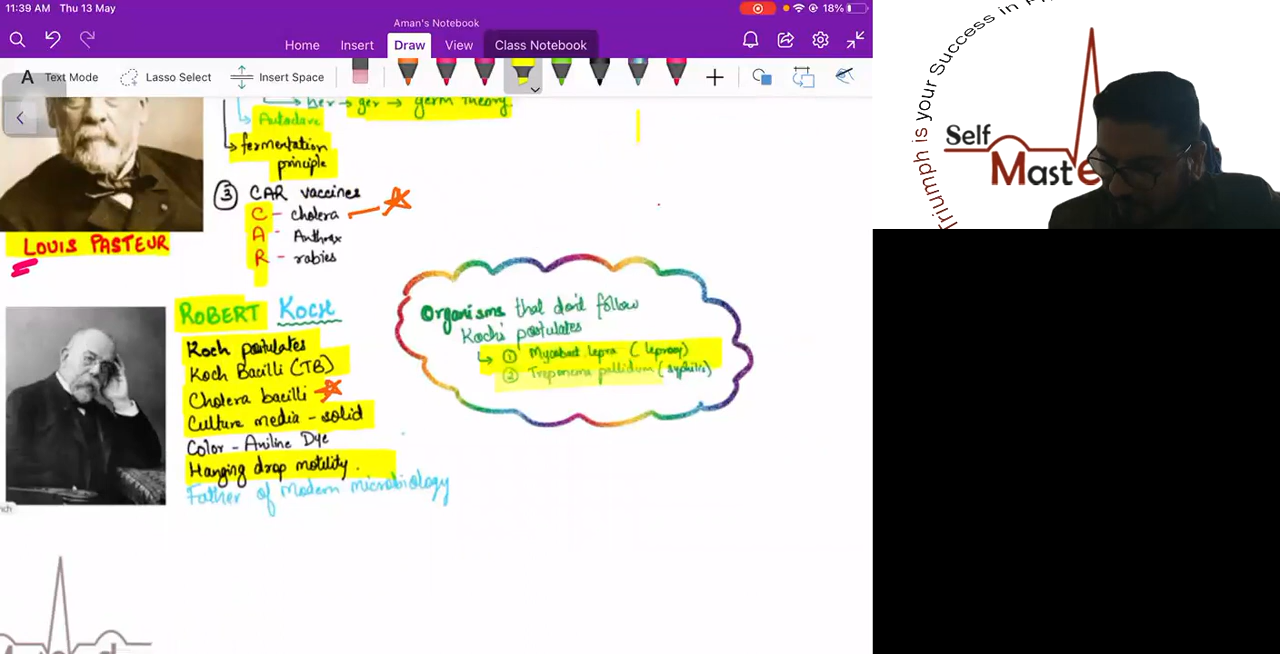 11:39 AM Thu 13 May
18%
Aman's Notebook
Home Insert Draw View Class Notebook
A Text Mode Lasso Select Insert Space
her → ger → germ theory
Autoclave
fermentation
principle
③ CAR vaccines
C - cholera
A - Anthrax
R - rabies
LOUIS PASTEUR
ROBERT KOCH
Koch postulates
Koch Bacilli (TB)
Cholera bacilli
Culture media - solid
Color - Aniline Dye
Hanging drop motility.
Father of Modern microbiology
Organisms that don't follow
Koch's postulates
① Mycobact. lepra (leprosy)
② Treponema pallidum (syphilis)
Triumph is your Success in
Self
Maste